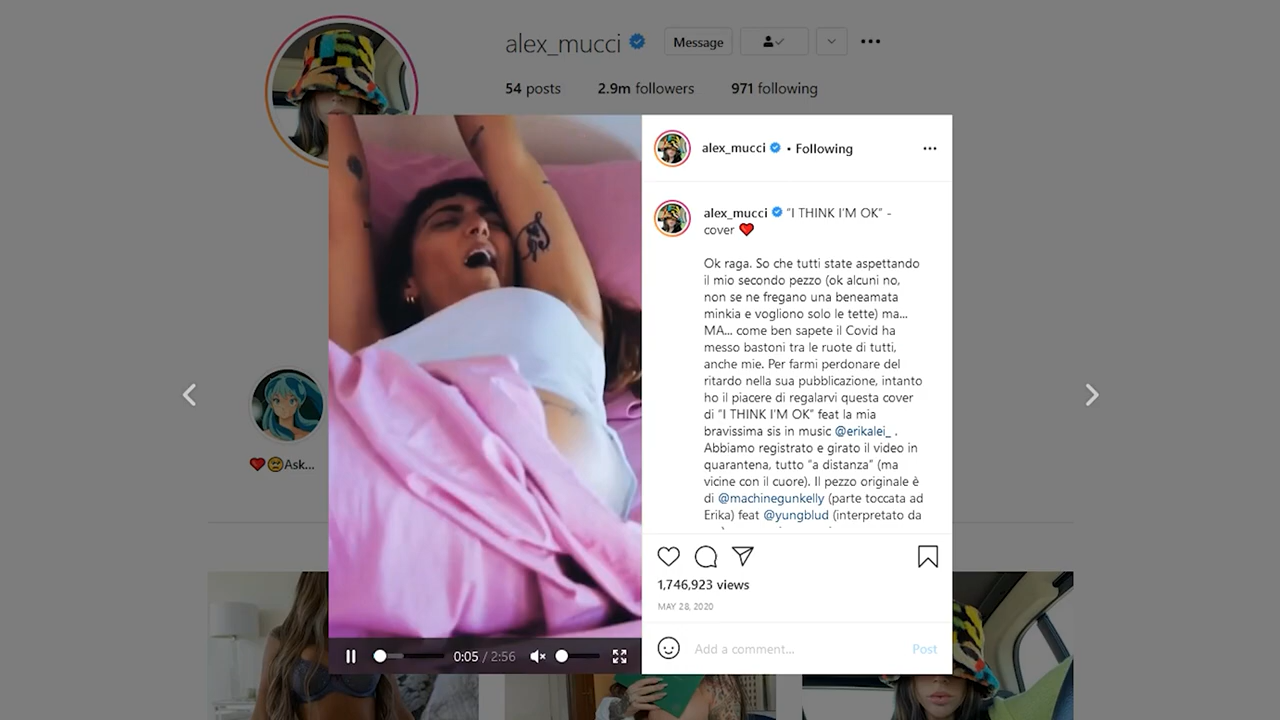 alex_mucci
Message
54 posts 2.9m followers 971 following
alex_mucci • Following
alex_mucci “I THINK I’M OK” -
cover ❤️
Ok raga. So che tutti state aspettando
il mio secondo pezzo (ok alcuni no,
non se ne fregano una beneamata
minkia e vogliono solo le tette) ma...
MA... come ben sapete il Covid ha
messo bastoni tra le ruote di tutti,
anche mie. Per farmi perdonare del
ritardo nella sua pubblicazione, intanto
ho il piacere di regalarvi questa cover
di “I THINK I’M OK” feat la mia
bravissima sis in music @erikalei_ .
Abbiamo registrato e girato il video in
quarantena, tutto “a distanza” (ma
vicine con il cuore). Il pezzo originale è
di @machinegunkelly (parte toccata ad
Erika) feat @yungblud (interpretato da
❤️🥺Ask...
1,746,923 views
MAY 28, 2020
0:05 / 2:56
Add a comment... Post